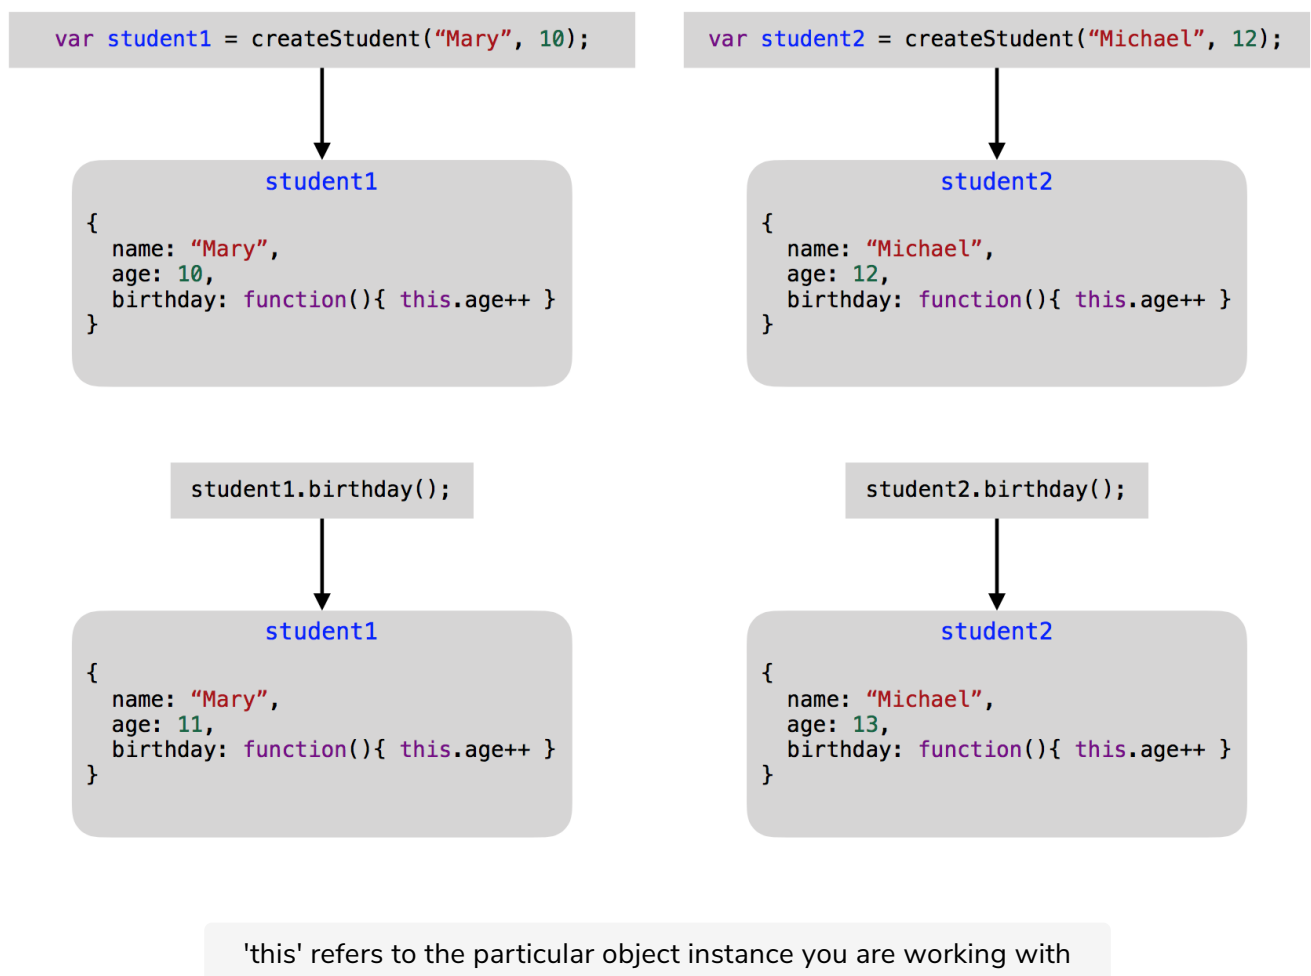 var student1 = createStudent(“Mary”, 10);
var student2 = createStudent(“Michael”, 12);
student1
{
  name: “Mary”,
  age: 10,
  birthday: function(){ this.age++ }
}
student2
{
  name: “Michael”,
  age: 12,
  birthday: function(){ this.age++ }
}
student1.birthday();
student2.birthday();
student1
{
  name: “Mary”,
  age: 11,
  birthday: function(){ this.age++ }
}
student2
{
  name: “Michael”,
  age: 13,
  birthday: function(){ this.age++ }
}
'this' refers to the particular object instance you are working with